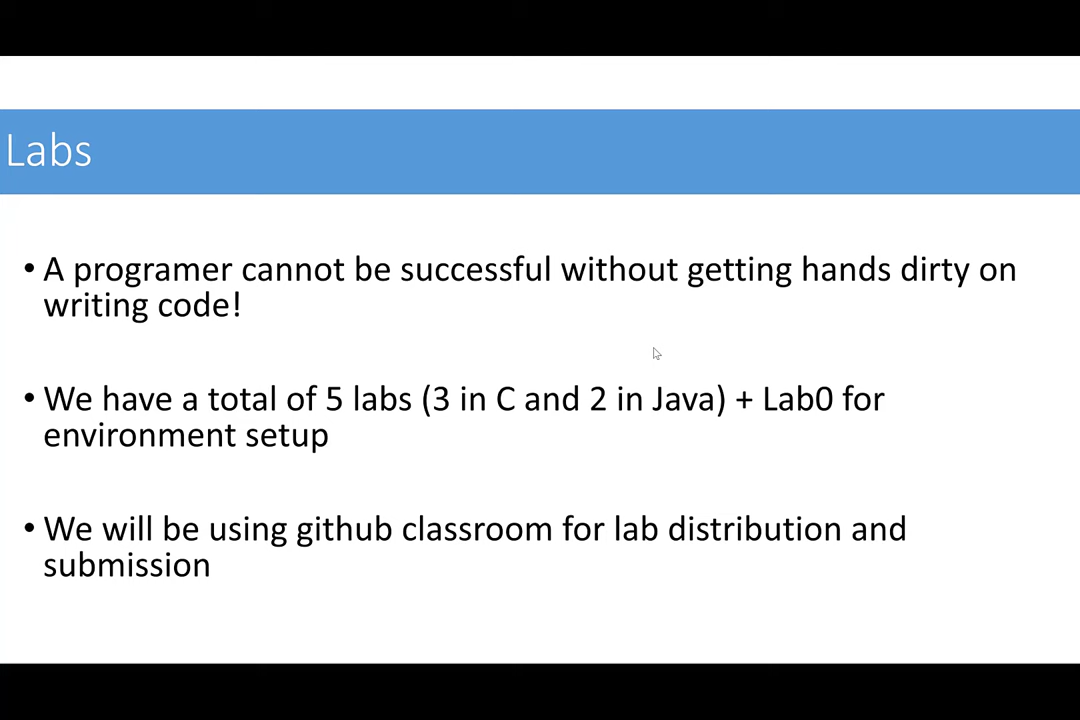 Labs
• A programer cannot be successful without getting hands dirty on
writing code!
• We have a total of 5 labs (3 in C and 2 in Java) + Lab0 for
environment setup
• We will be using github classroom for lab distribution and
submission